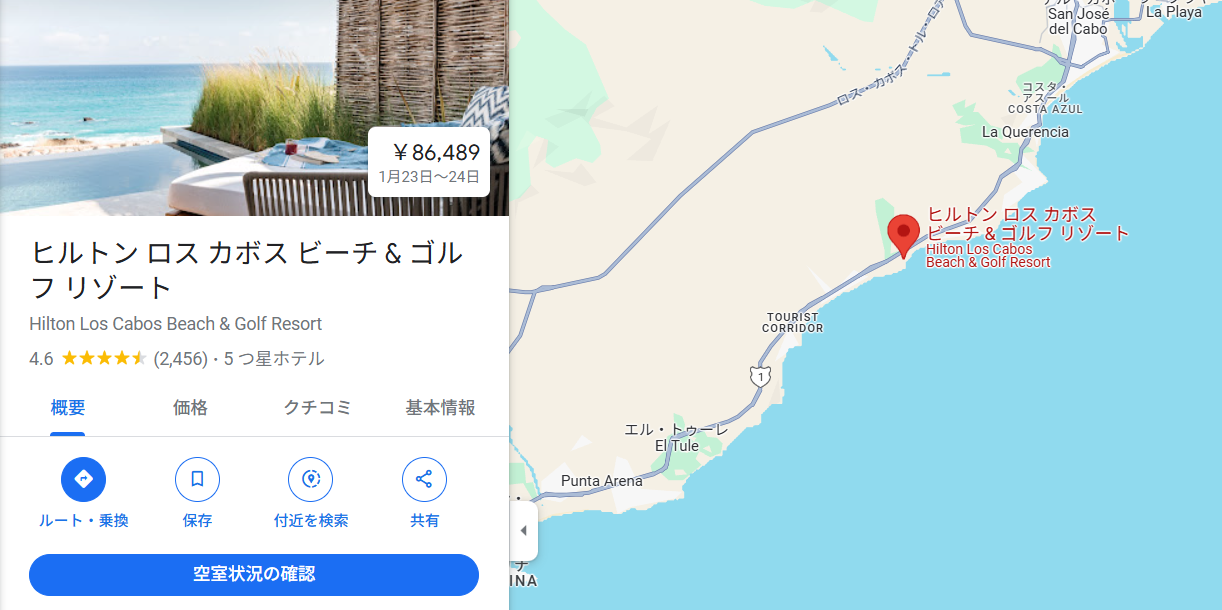 ￥86,489
1月23日～24日
ヒルトン ロス カボス ビーチ & ゴル
フ リゾート
Hilton Los Cabos Beach & Golf Resort
4.6 (2,456)・5 つ星ホテル
概要
価格
クチコミ
基本情報
ルート・乗換
保存
付近を検索
共有
空室状況の確認
San José
del Cabo
La Playa
ロス・カボス・トル・ロス
コスタ・
アスール
COSTA AZUL
La Querencia
ヒルトン ロス カボス
ビーチ & ゴルフ リゾート
Hilton Los Cabos
Beach & Golf Resort
TOURIST
CORRIDOR
1
エル・トゥーレ
El Tule
Punta Arena
INA